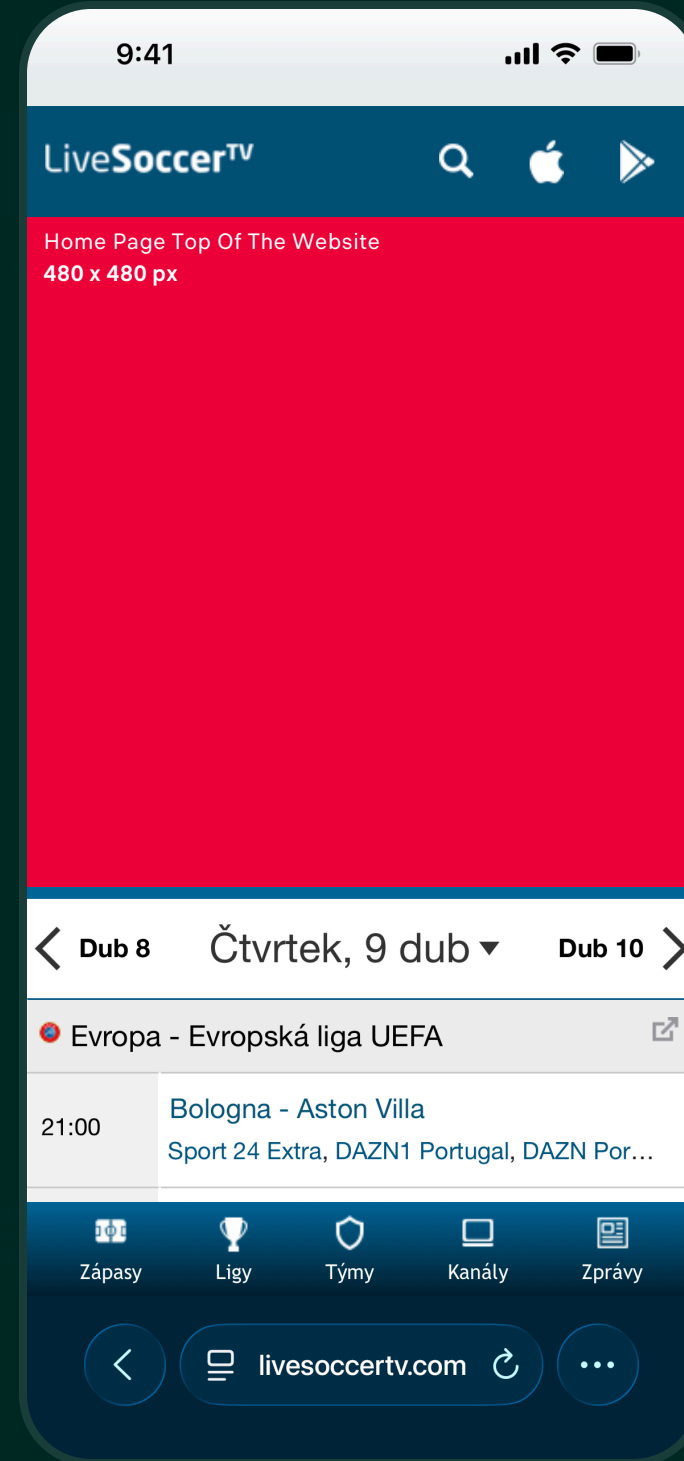 9:41
LiveSoccerTV
Home Page Top Of The Website
480 x 480 px
Dub 8 Čtvrtek, 9 dub Dub 10
Evropa - Evropská liga UEFA
21:00
Bologna - Aston Villa
Sport 24 Extra, DAZN1 Portugal, DAZN Por…
Zápasy Ligy Týmy Kanály Zprávy
livesoccertv.com